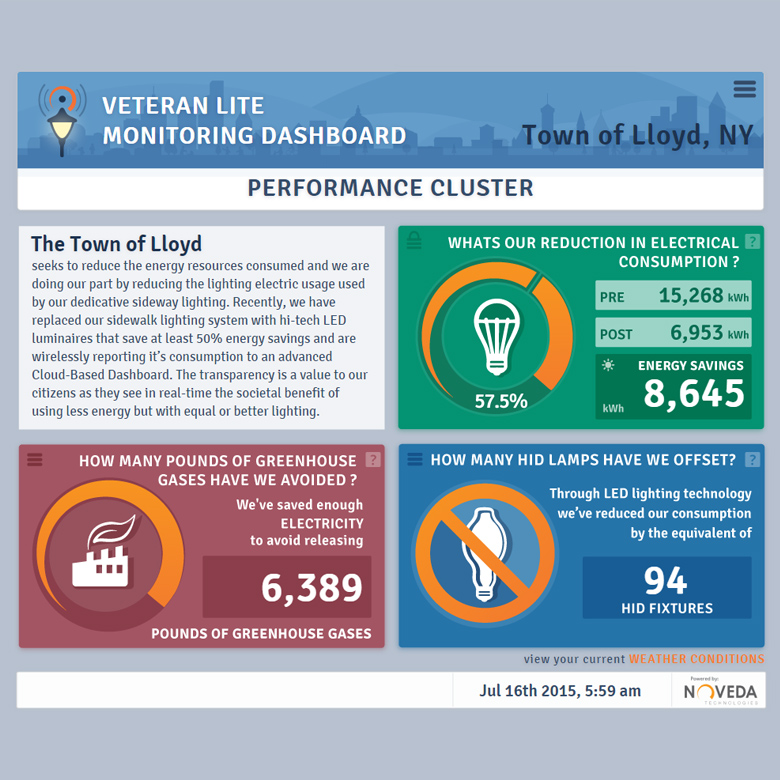 VETERAN LITE
MONITORING DASHBOARD
Town of Lloyd, NY
PERFORMANCE CLUSTER
The Town of Lloyd
seeks to reduce the energy resources consumed and we are
doing our part by reducing the lighting electric usage used
by our dedicative sideway lighting. Recently, we have
replaced our sidewalk lighting system with hi-tech LED
luminaires that save at least 50% energy savings and are
wirelessly reporting it's consumption to an advanced
Cloud-Based Dashboard. The transparency is a value to our
citizens as they see in real-time the societal benefit of
using less energy but with equal or better lighting.
WHATS OUR REDUCTION IN ELECTRICAL ?
CONSUMPTION ?
PRE 15,268 kWh
POST 6,953 kWh
ENERGY SAVINGS
kWh 8,645
57.5%
HOW MANY POUNDS OF GREENHOUSE ?
GASES HAVE WE AVOIDED ?
We've saved enough
ELECTRICITY
to avoid releasing
6,389
POUNDS OF GREENHOUSE GASES
HOW MANY HID LAMPS HAVE WE OFFSET? ?
Through LED lighting technology
we've reduced our consumption
by the equivalent of
94
HID FIXTURES
view your current WEATHER CONDITIONS
Jul 16th 2015, 5:59 am
Powered by:
NOVEDA
TECHNOLOGIES